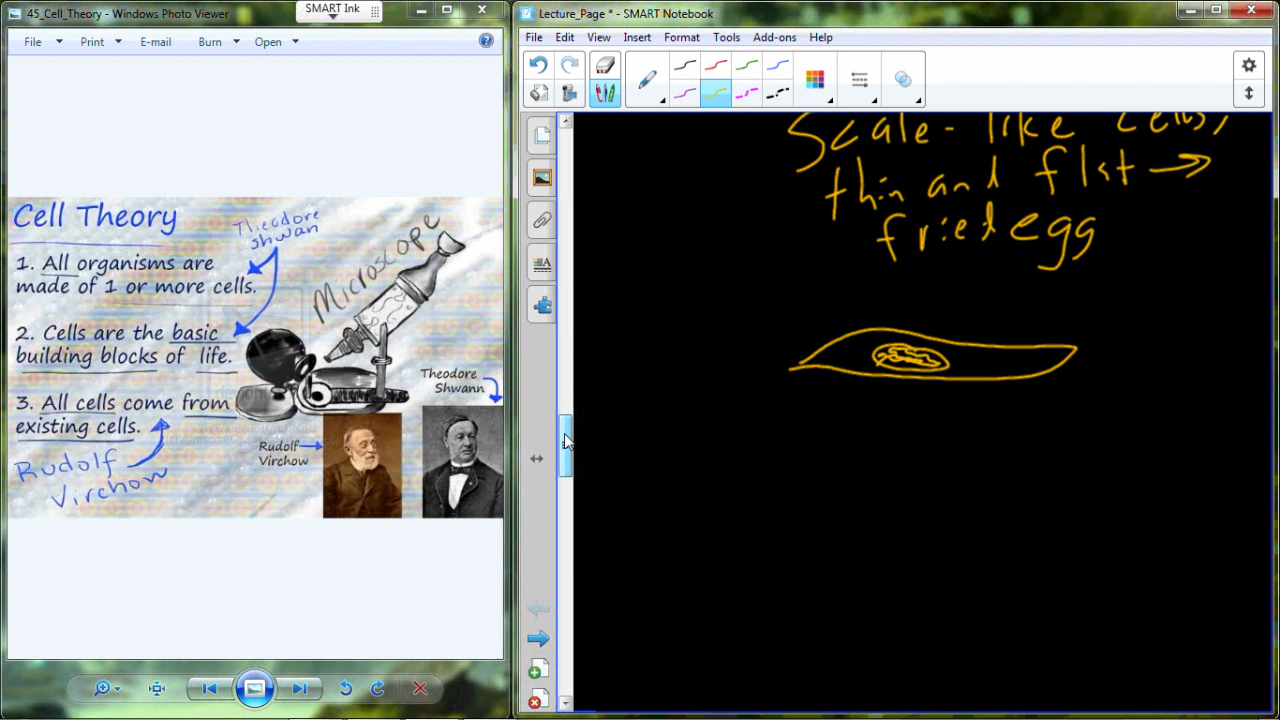 45_Cell_Theory - Windows Photo Viewer
SMART Ink
File Print E-mail Burn Open
Cell Theory
Theodore
shwan
1. All organisms are
made of 1 or more cells.
Microscope
2. Cells are the basic
building blocks of life.
Theodore
Shwann
3. All cells come from
existing cells.
Rudolf
Virchow
Rudolf
Virchow
Lecture_Page * - SMART Notebook
File Edit View Insert Format Tools Add-ons Help
Scale-like cells,
thin and flat →
fried egg